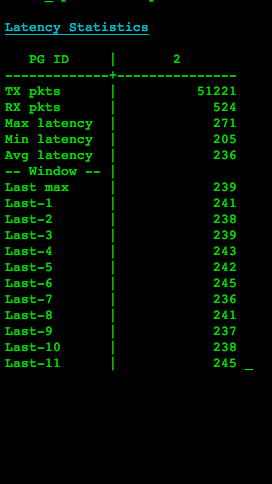 Latency Statistics
PG ID | 2
-------------+---------------
TX pkts | 51221
RX pkts | 524
Max latency | 271
Min latency | 205
Avg latency | 236
-- Window -- |
Last max | 239
Last-1 | 241
Last-2 | 238
Last-3 | 239
Last-4 | 243
Last-5 | 242
Last-6 | 245
Last-7 | 236
Last-8 | 241
Last-9 | 237
Last-10 | 238
Last-11 | 245 _